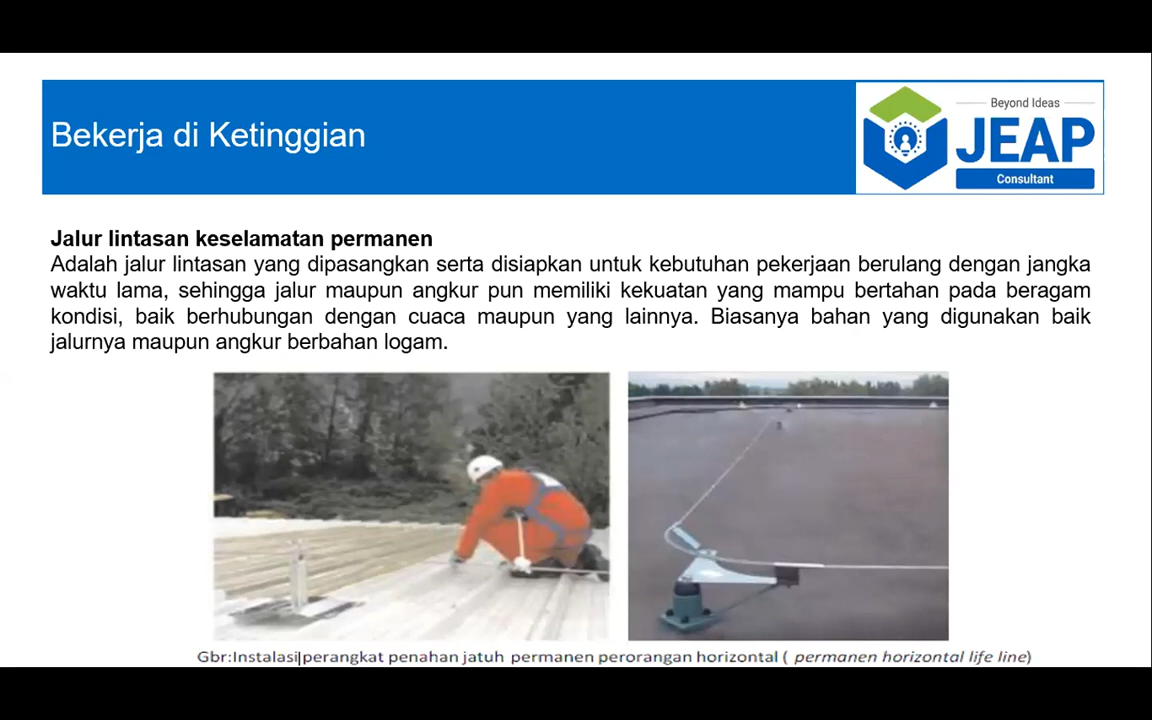 Bekerja di Ketinggian
Beyond Ideas
JEAP
Consultant
Jalur lintasan keselamatan permanen
Adalah jalur lintasan yang dipasangkan serta disiapkan untuk kebutuhan pekerjaan berulang dengan jangka
waktu lama, sehingga jalur maupun angkur pun memiliki kekuatan yang mampu bertahan pada beragam
kondisi, baik berhubungan dengan cuaca maupun yang lainnya. Biasanya bahan yang digunakan baik
jalurnya maupun angkur berbahan logam.
Gbr:Instalasi perangkat penahan jatuh permanen perorangan horizontal ( permanen horizontal life line)